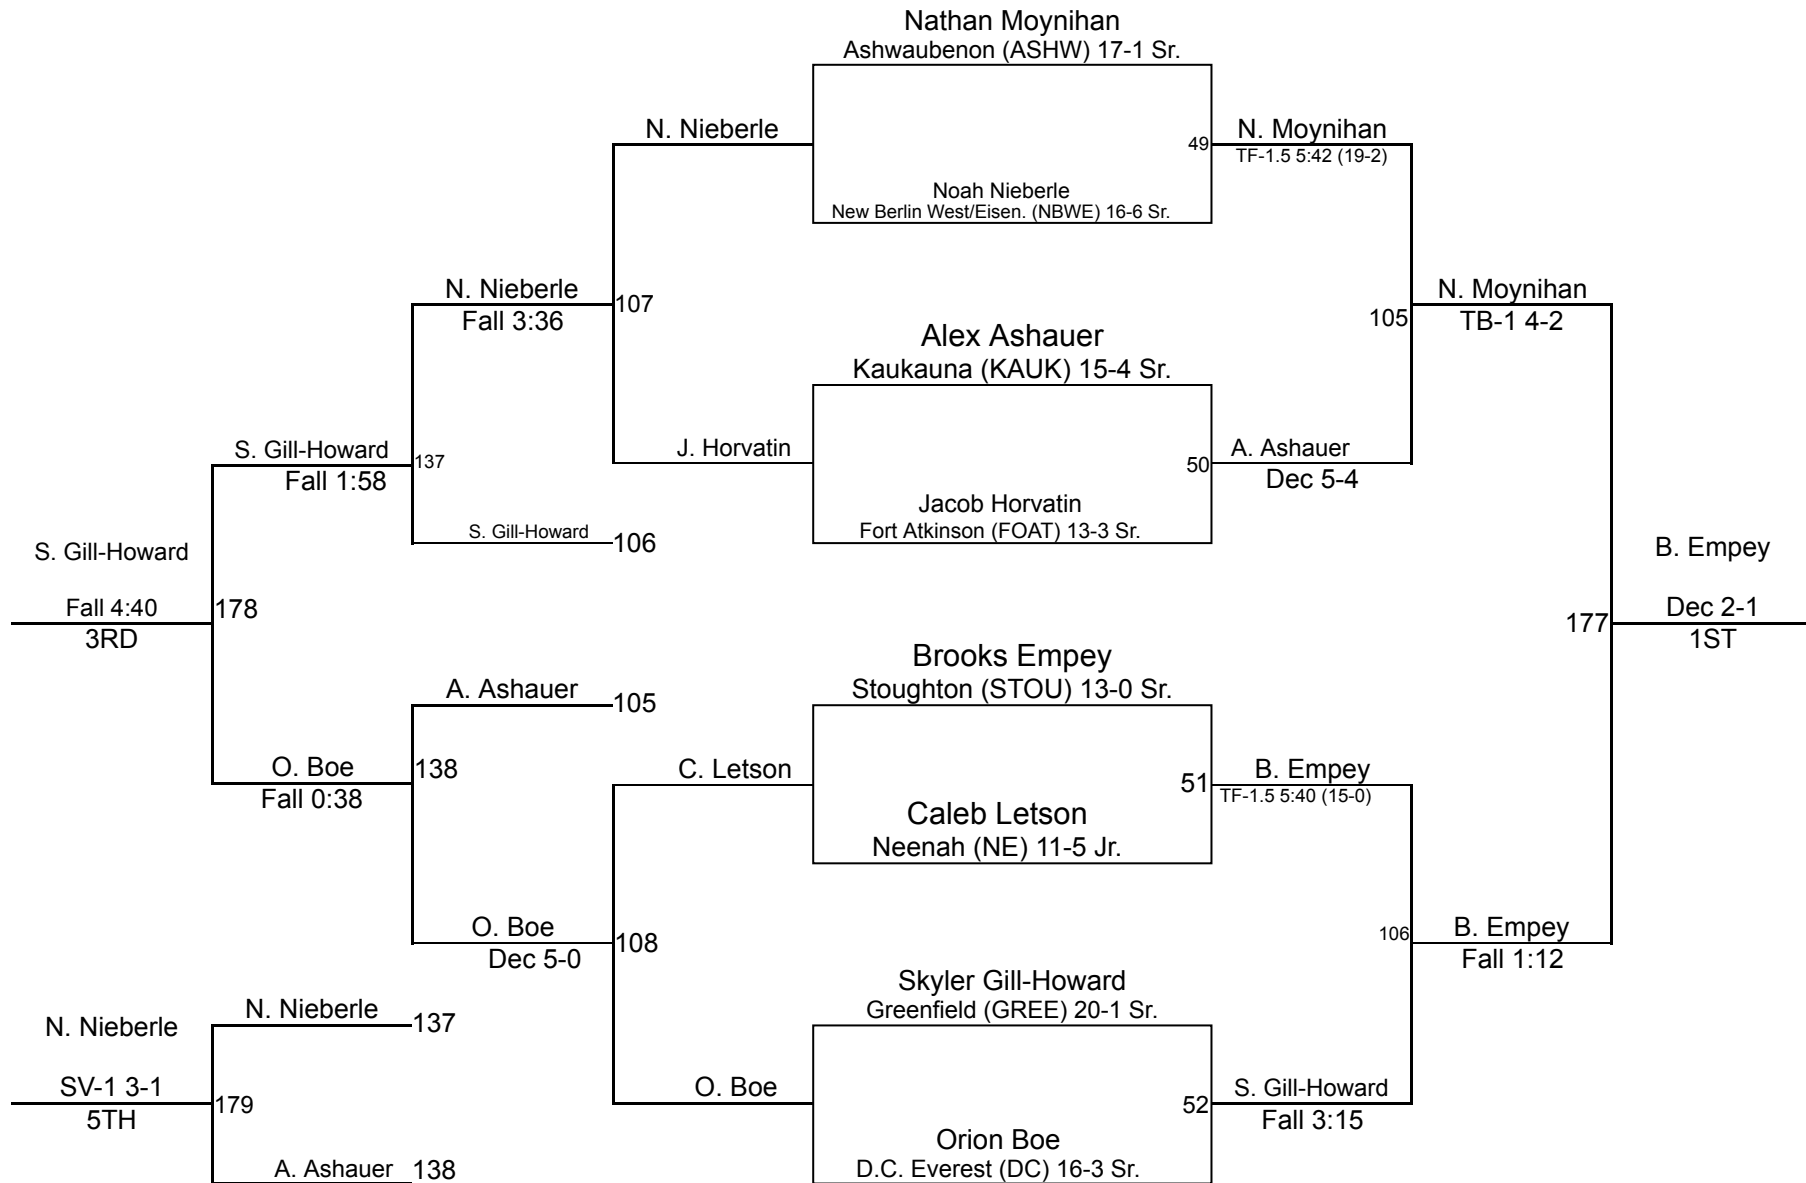 Nathan Moynihan
Ashwaubenon (ASHW) 17-1 Sr.
N. Nieberle
49
N. Moynihan
TF-1.5 5:42 (19-2)
Noah Nieberle
New Berlin West/Eisen. (NBWE) 16-6 Sr.
N. Nieberle
Fall 3:36
107
N. Moynihan
TB-1 4-2
105
Alex Ashauer
Kaukauna (KAUK) 15-4 Sr.
S. Gill-Howard
Fall 1:58
137
J. Horvatin
50
A. Ashauer
Dec 5-4
Jacob Horvatin
Fort Atkinson (FOAT) 13-3 Sr.
S. Gill-Howard
106
S. Gill-Howard
Fall 4:40
3RD
178
B. Empey
Dec 2-1
1ST
177
Brooks Empey
Stoughton (STOU) 13-0 Sr.
A. Ashauer
105
O. Boe
Fall 0:38
138
C. Letson
51
B. Empey
TF-1.5 5:40 (15-0)
Caleb Letson
Neenah (NE) 11-5 Jr.
O. Boe
Dec 5-0
108
106
B. Empey
Fall 1:12
Skyler Gill-Howard
Greenfield (GREE) 20-1 Sr.
N. Nieberle
N. Nieberle
137
SV-1 3-1
5TH
179
O. Boe
52
S. Gill-Howard
Fall 3:15
Orion Boe
D.C. Everest (DC) 16-3 Sr.
A. Ashauer
138